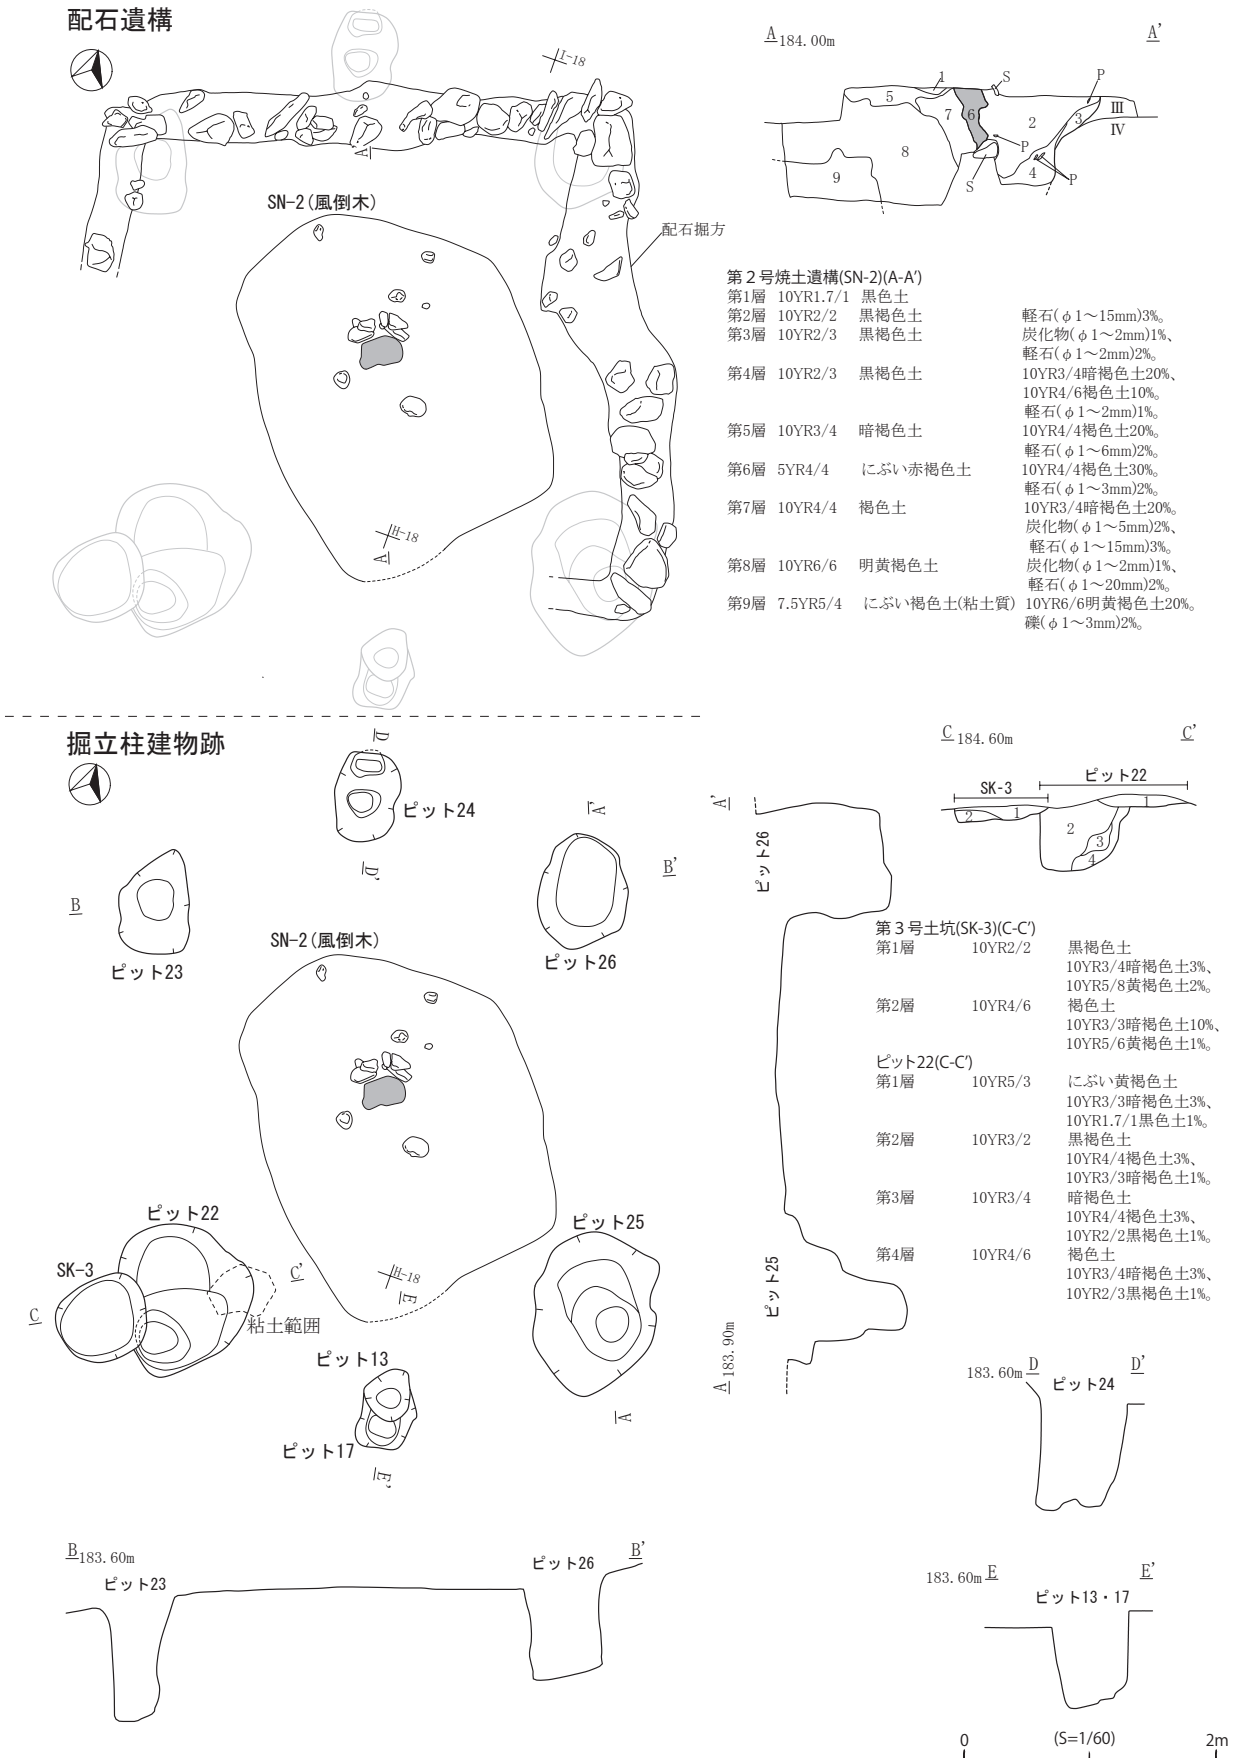 配石遺構
I-18
A'
SN-2(風倒木)
配石掘方
H-18
A
A 184.00m A'
1 S P
5 7 6 2 3 Ⅲ
Ⅳ
8 9 P 4 S P
第２号焼土遺構(SN-2)(A-A’)
第1層 10YR1.7/1 黒色土
第2層 10YR2/2 黒褐色土 軽石(φ1～15mm)3%。
第3層 10YR2/3 黒褐色土 炭化物(φ1～2mm)1%、
軽石(φ1～2mm)2%。
第4層 10YR2/3 黒褐色土 10YR3/4暗褐色土20%、
10YR4/6褐色土10%。
軽石(φ1～2mm)1%。
第5層 10YR3/4 暗褐色土 10YR4/4褐色土20%。
軽石(φ1～6mm)2%。
第6層 5YR4/4 にぶい赤褐色土 10YR4/4褐色土30%。
軽石(φ1～3mm)2%。
第7層 10YR4/4 褐色土 10YR3/4暗褐色土20%。
炭化物(φ1～5mm)2%、
軽石(φ1～15mm)3%。
第8層 10YR6/6 明黄褐色土 炭化物(φ1～2mm)1%、
軽石(φ1～20mm)2%。
第9層 7.5YR5/4 にぶい褐色土(粘土質) 10YR6/6明黄褐色土20%。
礫(φ1～3mm)2%。
掘立柱建物跡
D
ピット24
D'
A'
B
B'
ピット23
ピット26
SN-2(風倒木)
ピット22
ピット25
SK-3
C
C'
H-18
E
粘土範囲
ピット13
ピット17
A
E'
A'
ピット26
ピット25
A 183.90m
C 184.60m C'
SK-3 ピット22
2 1 2 1
3
4
第３号土坑(SK-3)(C-C’)
第1層 10YR2/2 黒褐色土
10YR3/4暗褐色土3%、
10YR5/8黄褐色土2%。
第2層 10YR4/6 褐色土
10YR3/3暗褐色土10%、
10YR5/6黄褐色土1%。
ピット22(C-C’)
第1層 10YR5/3 にぶい黄褐色土
10YR3/3暗褐色土3%、
10YR1.7/1黒色土1%。
第2層 10YR3/2 黒褐色土
10YR4/4褐色土3%、
10YR3/3暗褐色土1%。
第3層 10YR3/4 暗褐色土
10YR4/4褐色土3%、
10YR2/2黒褐色土1%。
第4層 10YR4/6 褐色土
10YR3/4暗褐色土3%、
10YR2/3黒褐色土1%。
183.60m D D'
ピット24
B 183.60m B'
ピット23 ピット26
183.60m E E'
ピット13・17
0 (S=1/60) 2m